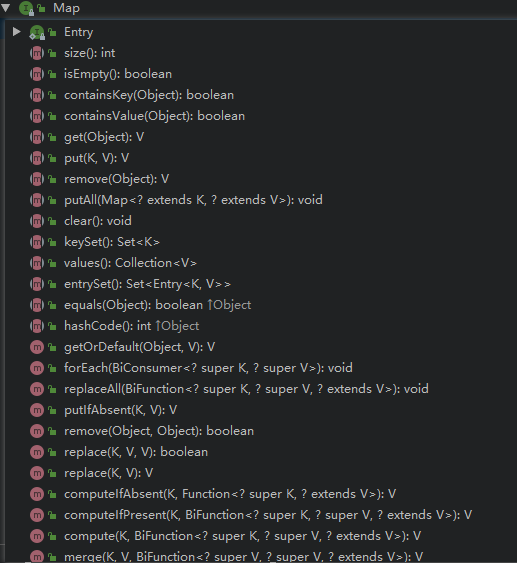 Map
Entry
size(): int
isEmpty(): boolean
containsKey(Object): boolean
containsValue(Object): boolean
get(Object): V
put(K, V): V
remove(Object): V
putAll(Map<? extends K, ? extends V>): void
clear(): void
keySet(): Set<K>
values(): Collection<V>
entrySet(): Set<Entry<K, V>>
equals(Object): boolean ↑Object
hashCode(): int ↑Object
getOrDefault(Object, V): V
forEach(BiConsumer<? super K, ? super V>): void
replaceAll(BiFunction<? super K, ? super V, ? extends V>): void
putIfAbsent(K, V): V
remove(Object, Object): boolean
replace(K, V, V): boolean
replace(K, V): V
computeIfAbsent(K, Function<? super K, ? extends V>): V
computeIfPresent(K, BiFunction<? super K, ? super V, ? extends V>): V
compute(K, BiFunction<? super K, ? super V, ? extends V>): V
merge(K, V, BiFunction<? super V, ? super V, ? extends V>): V